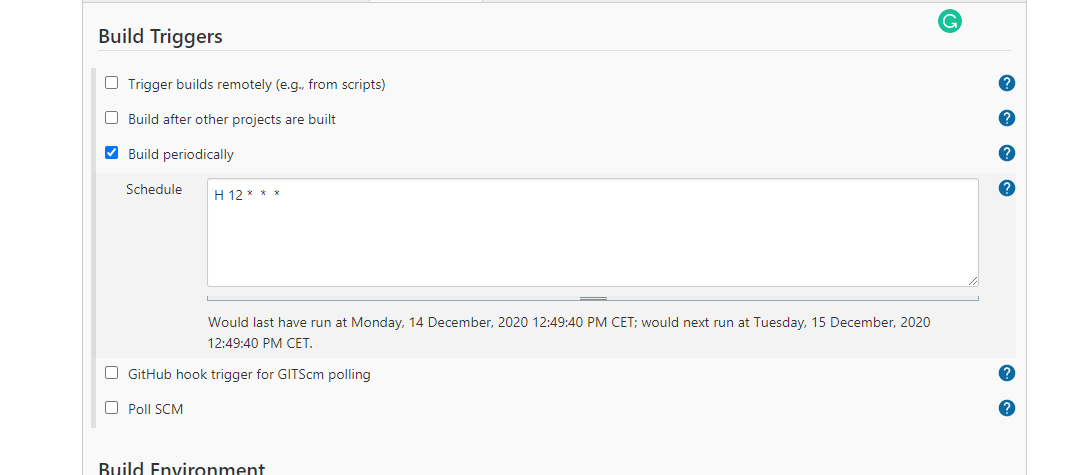 Build Triggers
Trigger builds remotely (e.g., from scripts)
Build after other projects are built
Build periodically
Schedule
H 12 * * *
Would last have run at Monday, 14 December, 2020 12:49:40 PM CET; would next run at Tuesday, 15 December, 2020
12:49:40 PM CET.
GitHub hook trigger for GITScm polling
Poll SCM
Build Environment